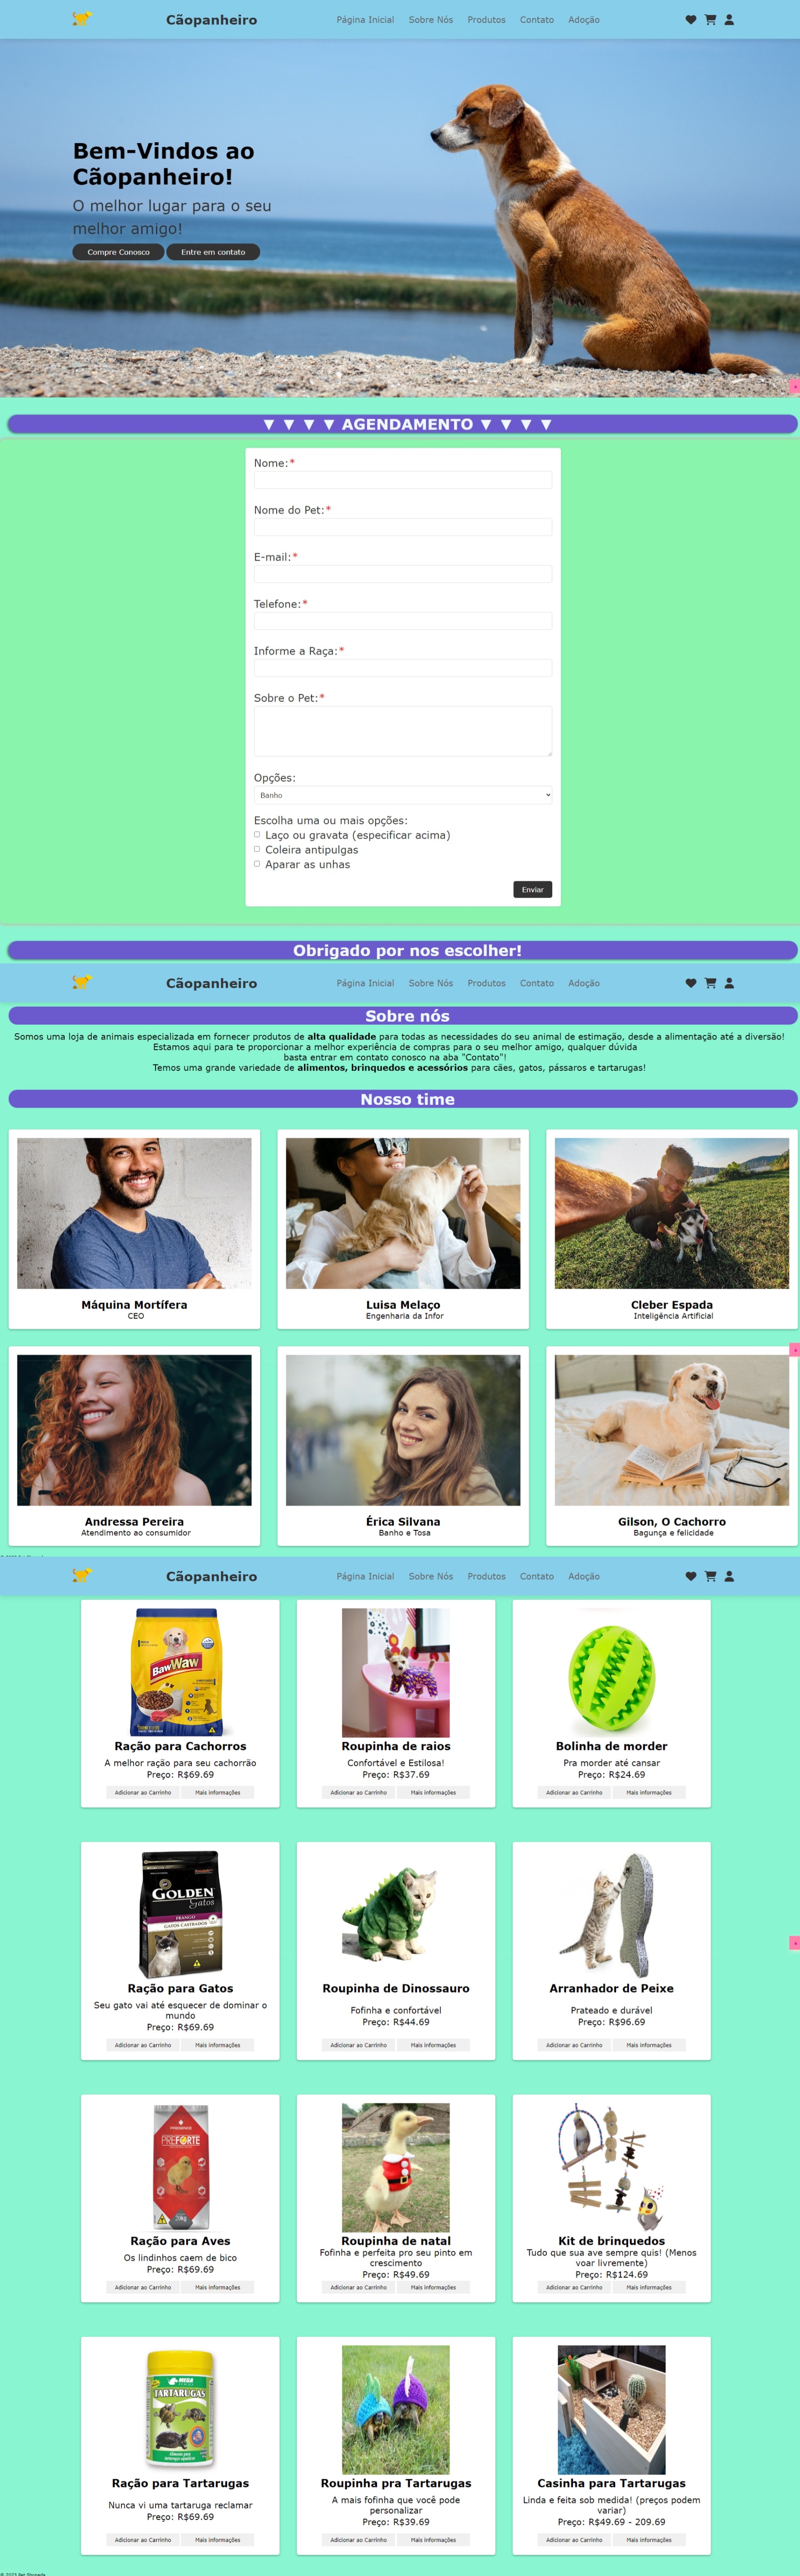 Cãopanheiro
Página Inicial Sobre Nós Produtos Contato Adoção
Bem-Vindos ao
Cãopanheiro!
O melhor lugar para o seu
melhor amigo!
Compre Conosco Entre em contato
▼ ▼ ▼ ▼ AGENDAMENTO ▼ ▼ ▼ ▼
Nome:*
Nome do Pet:*
E-mail:*
Telefone:*
Informe a Raça:*
Sobre o Pet:*
Opções:
Banho
Escolha uma ou mais opções:
Laço ou gravata (especificar acima)
Coleira antipulgas
Aparar as unhas
Enviar
Obrigado por nos escolher!
Cãopanheiro
Página Inicial Sobre Nós Produtos Contato Adoção
Sobre nós
Somos uma loja de animais especializada em fornecer produtos de alta qualidade para todas as necesidades do seu animal de estimação, desde a alimentação até a diversão!
Estamos aqui para te proporcionar a melhor experiência de compras para o seu melhor amigo, qualquer dúvida
basta entrar em contato conosco na aba "Contato"!
Temos uma grande variedade de alimentos, brinquedos e acessórios para cães, gatos, pássaros e tartarugas!
Nosso time
Máquina Mortífera
CEO
Luisa Melaço
Engenharia da Infor
Cleber Espada
Inteligência Artificial
Andressa Pereira
Atendimento ao consumidor
Érica Silvana
Banho e Tosa
Gilson, O Cachorro
Bagunça e felicidade
Cãopanheiro
Página Inicial Sobre Nós Produtos Contato Adoção
BawWaw
Ração para Cachorros
A melhor ração para seu cachorrão
Preço: R$69.69
Adicionar ao Carrinho Mais informações
Roupinha de raios
Confortável e Estilosa!
Preço: R$37.69
Adicionar ao Carrinho Mais informações
Bolinha de morder
Pra morder até cansar
Preço: R$24.69
Adicionar ao Carrinho Mais informações
GOLDEN
Gatos
FRANGO
GATOS CASTRADOS
Ração para Gatos
Seu gato vai até esquecer de dominar o
mundo
Preço: R$69.69
Adicionar ao Carrinho Mais informações
Roupinha de Dinossauro
Fofinha e confortável
Preço: R$44.69
Adicionar ao Carrinho Mais informações
Arranhador de Peixe
Prateado e durável
Preço: R$96.69
Adicionar ao Carrinho Mais informações
PREFORTE
20kg
Ração para Aves
Os lindinhos caem de bico
Preço: R$69.69
Adicionar ao Carrinho Mais informações
Roupinha de natal
Fofinha e perfeita pro seu pinto em
crescimento
Preço: R$49.69
Adicionar ao Carrinho Mais informações
Kit de brinquedos
Tudo que sua ave sempre quis! (Menos
voar livremente)
Preço: R$124.69
Adicionar ao Carrinho Mais informações
MEGA
TARTARUGAS
Ração para Tartarugas
Nunca vi uma tartaruga reclamar
Preço: R$69.69
Adicionar ao Carrinho Mais informações
Roupinha pra Tartarugas
A mais fofinha que você pode
personalizar
Preço: R$39.69
Adicionar ao Carrinho Mais informações
Casinha para Tartarugas
Linda e feita sob medida! (preços podem
variar)
Preço: R$49.69 - 209.69
Adicionar ao Carrinho Mais informações